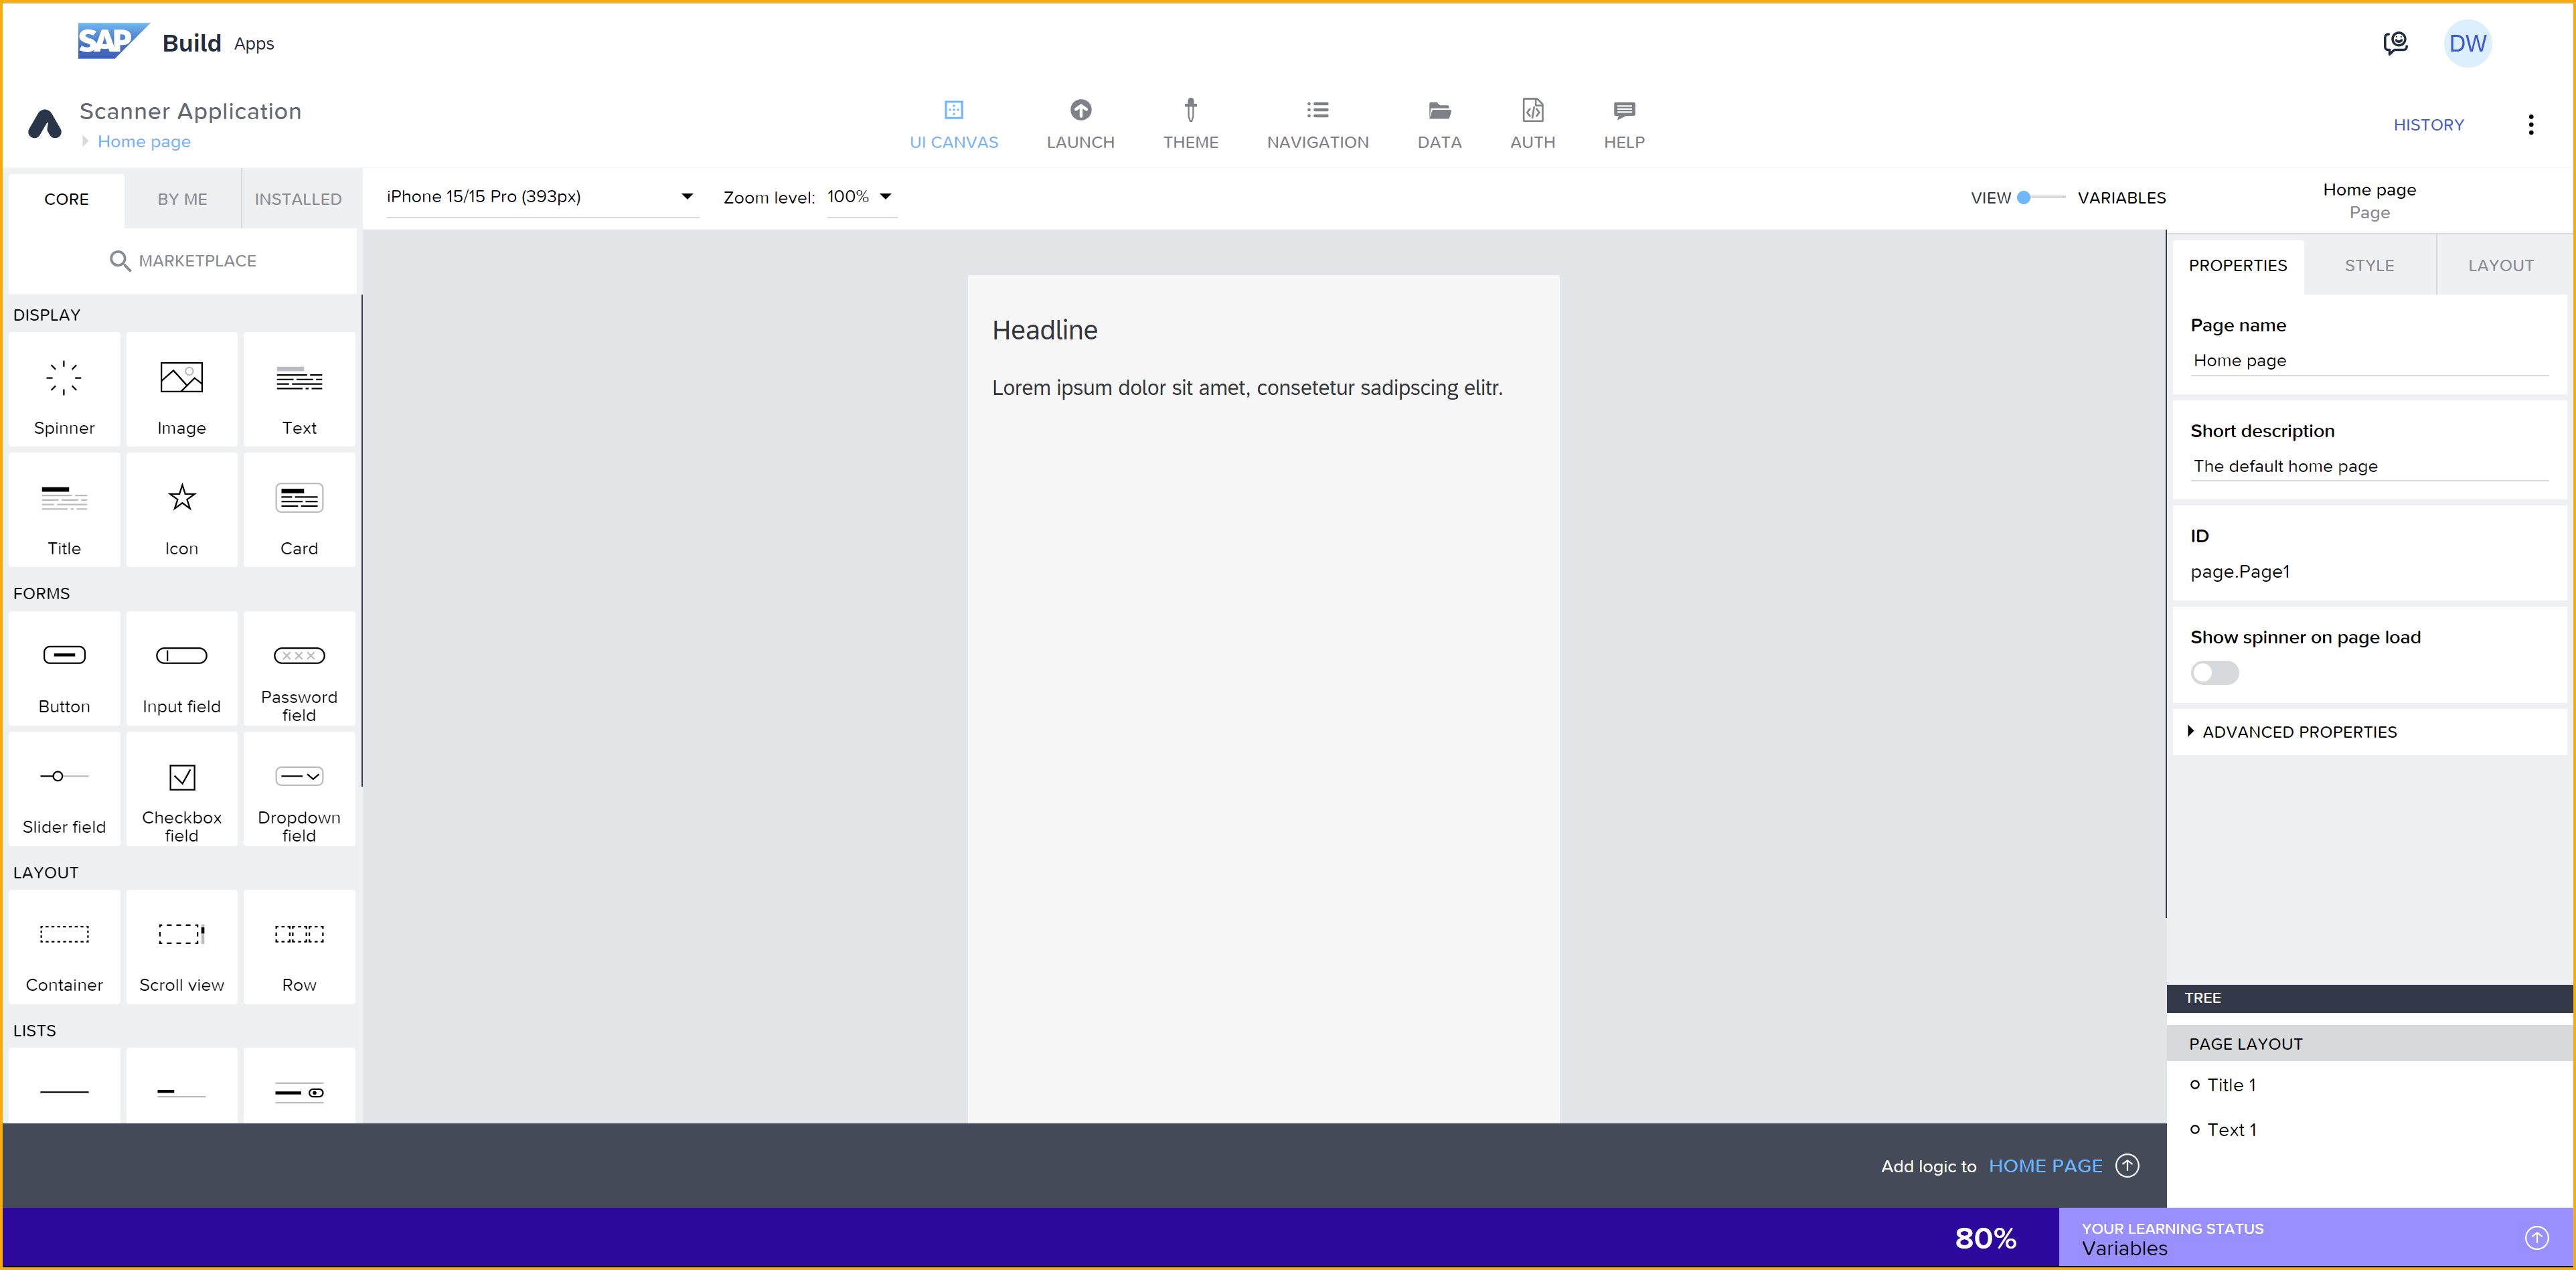 SAP Build Apps
DW
Scanner Application
Home page
UI CANVAS
LAUNCH
THEME
NAVIGATION
DATA
AUTH
HELP
HISTORY
CORE
BY ME
INSTALLED
MARKETPLACE
iPhone 15/15 Pro (393px)
Zoom level: 100%
VIEW
VARIABLES
DISPLAY
Spinner
Image
Text
Title
Icon
Card
FORMS
Button
Input field
Password
field
Slider field
Checkbox
field
Dropdown
field
LAYOUT
Container
Scroll view
Row
LISTS
Headline
Lorem ipsum dolor sit amet, consetetur sadipscing elitr.
Add logic to HOME PAGE
Home page
Page
PROPERTIES
STYLE
LAYOUT
Page name
Home page
Short description
The default home page
ID
page.Page1
Show spinner on page load
ADVANCED PROPERTIES
TREE
PAGE LAYOUT
Title 1
Text 1
80%
YOUR LEARNING STATUS
Variables